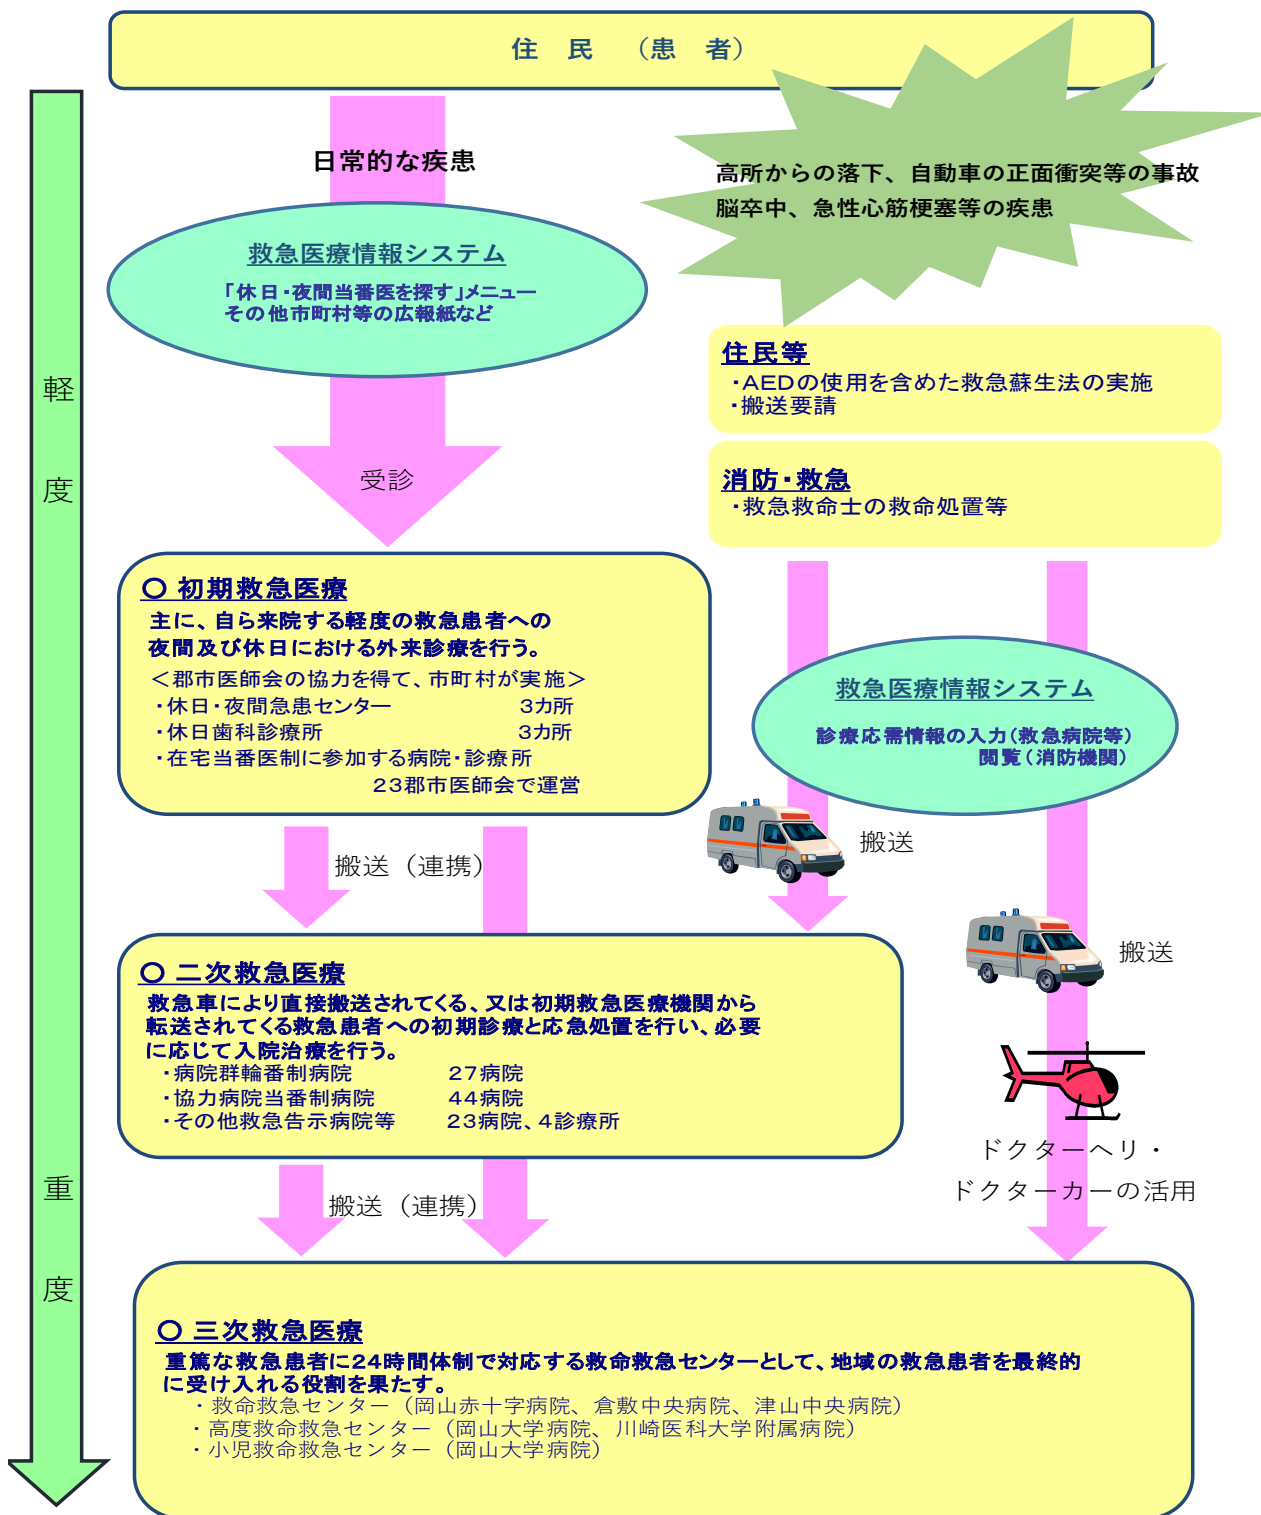 住　民　（患　者）
日常的な疾患
高所からの落下、自動車の正面衝突等の事故
脳卒中、急性心筋梗塞等の疾患
救急医療情報システム
「休日・夜間当番医を探す」メニュー
その他市町村等の広報紙など
住民等
・AEDの使用を含めた救急蘇生法の実施
・搬送要請
軽
度
受診
消防・救急
・救急救命士の救命処置等
○ 初期救急医療
主に、自ら来院する軽度の救急患者への
夜間及び休日における外来診療を行う。
＜郡市医師会の協力を得て、市町村が実施＞
・休日・夜間急患センター　3カ所
・休日歯科診療所　3カ所
・在宅当番医制に参加する病院・診療所
23郡市医師会で運営
救急医療情報システム
診療応需情報の入力（救急病院等）
閲覧（消防機関）
搬送
搬送（連携）
搬送
○ 二次救急医療
救急車により直接搬送されてくる、又は初期救急医療機関から
転送されてくる救急患者への初期診療と応急処置を行い、必要
に応じて入院治療を行う。
・病院群輪番制病院　27病院
・協力病院当番制病院　44病院
・その他救急告示病院等　23病院、4診療所
ドクターヘリ・
ドクターカーの活用
重
度
搬送（連携）
○ 三次救急医療
重篤な救急患者に24時間体制で対応する救命救急センターとして、地域の救急患者を最終的
に受け入れる役割を果たす。
・救命救急センター（岡山赤十字病院、倉敷中央病院、津山中央病院）
・高度救命救急センター（岡山大学病院、川崎医科大学附属病院）
・小児救命救急センター（岡山大学病院）